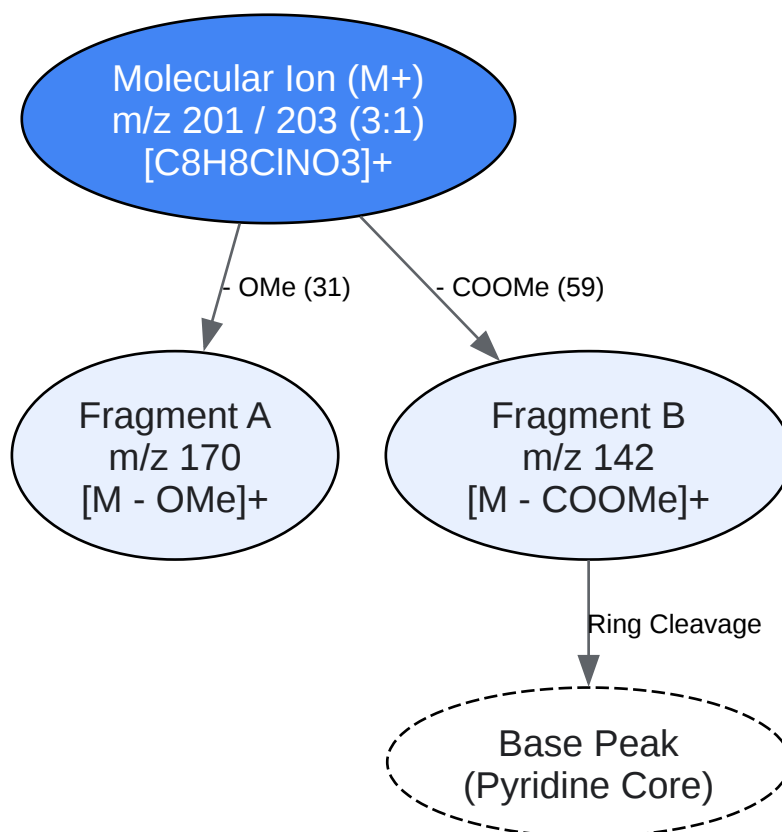 Molecular Ion (M+)
m/z 201 / 203 (3:1)
[C8H8ClNO3]+
- OMe (31)
- COOMe (59)
Fragment A
m/z 170
[M - OMe]+
Fragment B
m/z 142
[M - COOMe]+
Ring Cleavage
Base Peak
(Pyridine Core)